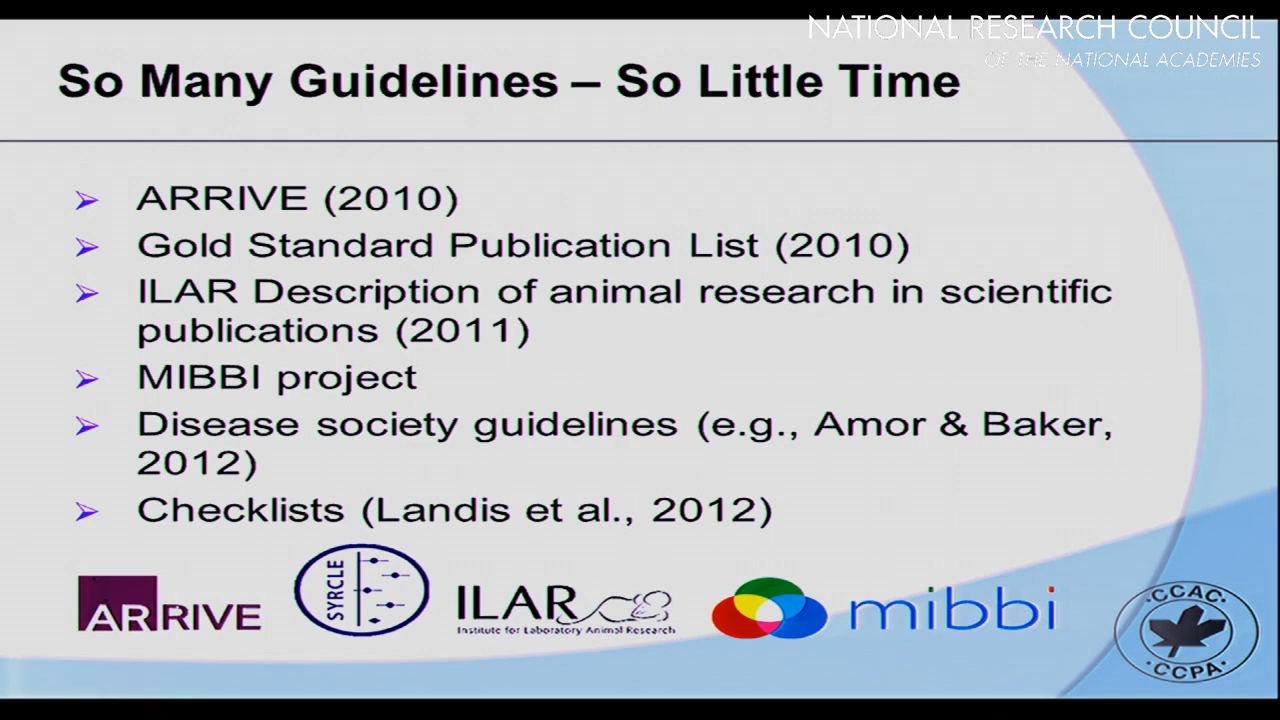 NATIONAL RESEARCH COUNCIL
OF THE NATIONAL ACADEMIES
So Many Guidelines – So Little Time
ARRIVE (2010)
Gold Standard Publication List (2010)
ILAR Description of animal research in scientific
publications (2011)
MIBBI project
Disease society guidelines (e.g., Amor & Baker,
2012)
Checklists (Landis et al., 2012)
ARRIVE
SYRCLE
ILAR
Institute for Laboratory Animal Research
mibbi
·CCAC·
·CCPA·